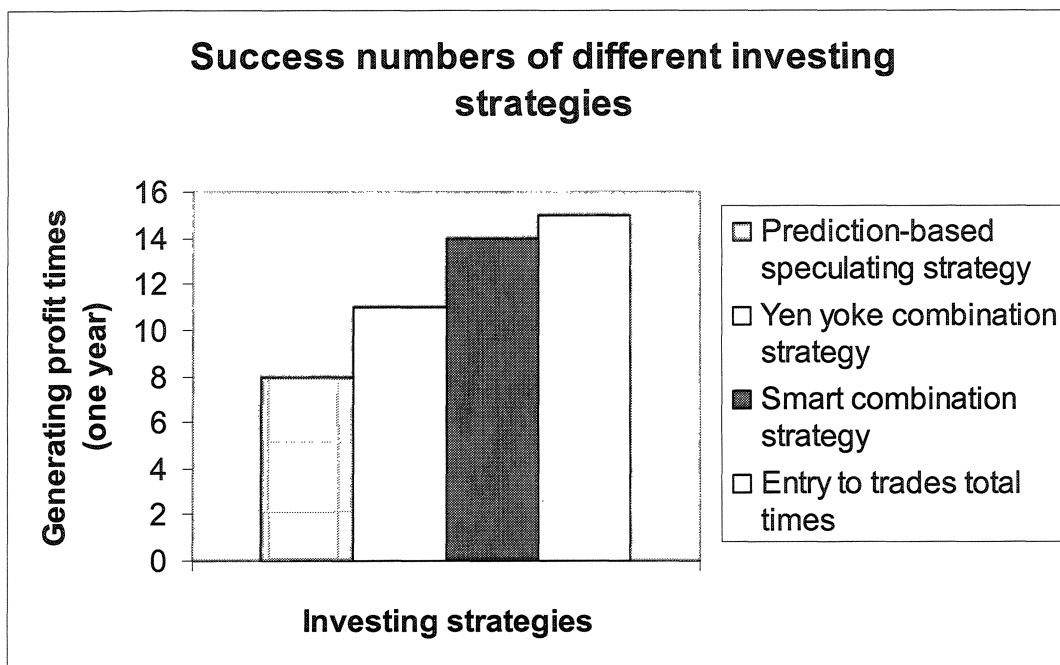 Success numbers of different investing
strategies
Generating profit times
(one year)
16
14
12
10
8
6
4
2
0
Investing strategies
Prediction-based
speculating strategy
Yen yoke combination
strategy
Smart combination
strategy
Entry to trades total
times